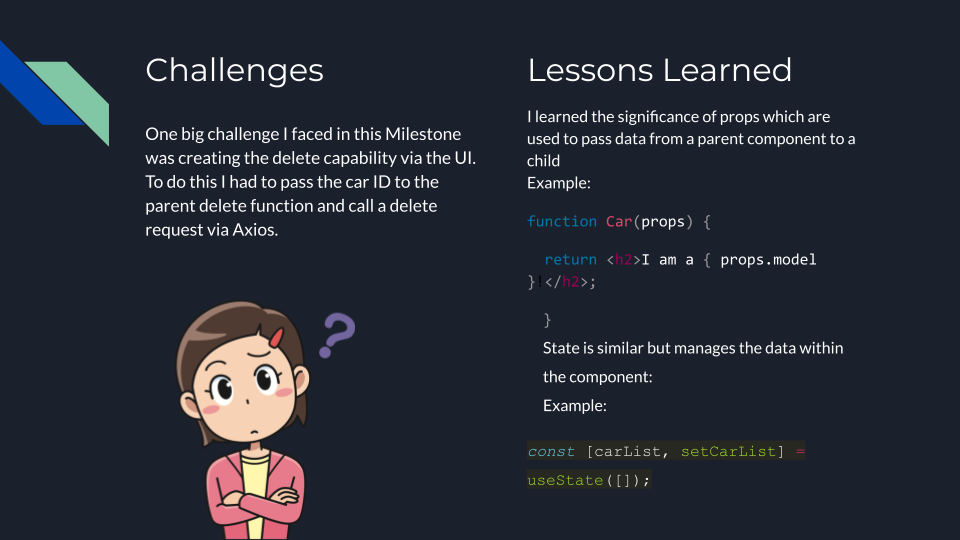 Challenges
One big challenge I faced in this Milestone
was creating the delete capability via the UI.
To do this I had to pass the car ID to the
parent delete function and call a delete
request via Axios.
?
Lessons Learned
I learned the significance of props which are
used to pass data from a parent component to a
child
Example:
function Car(props) {
return <h2>I am a { props.model
}!</h2>;
}
State is similar but manages the data within
the component:
Example:
const [carList, setCarList] =
useState([]);